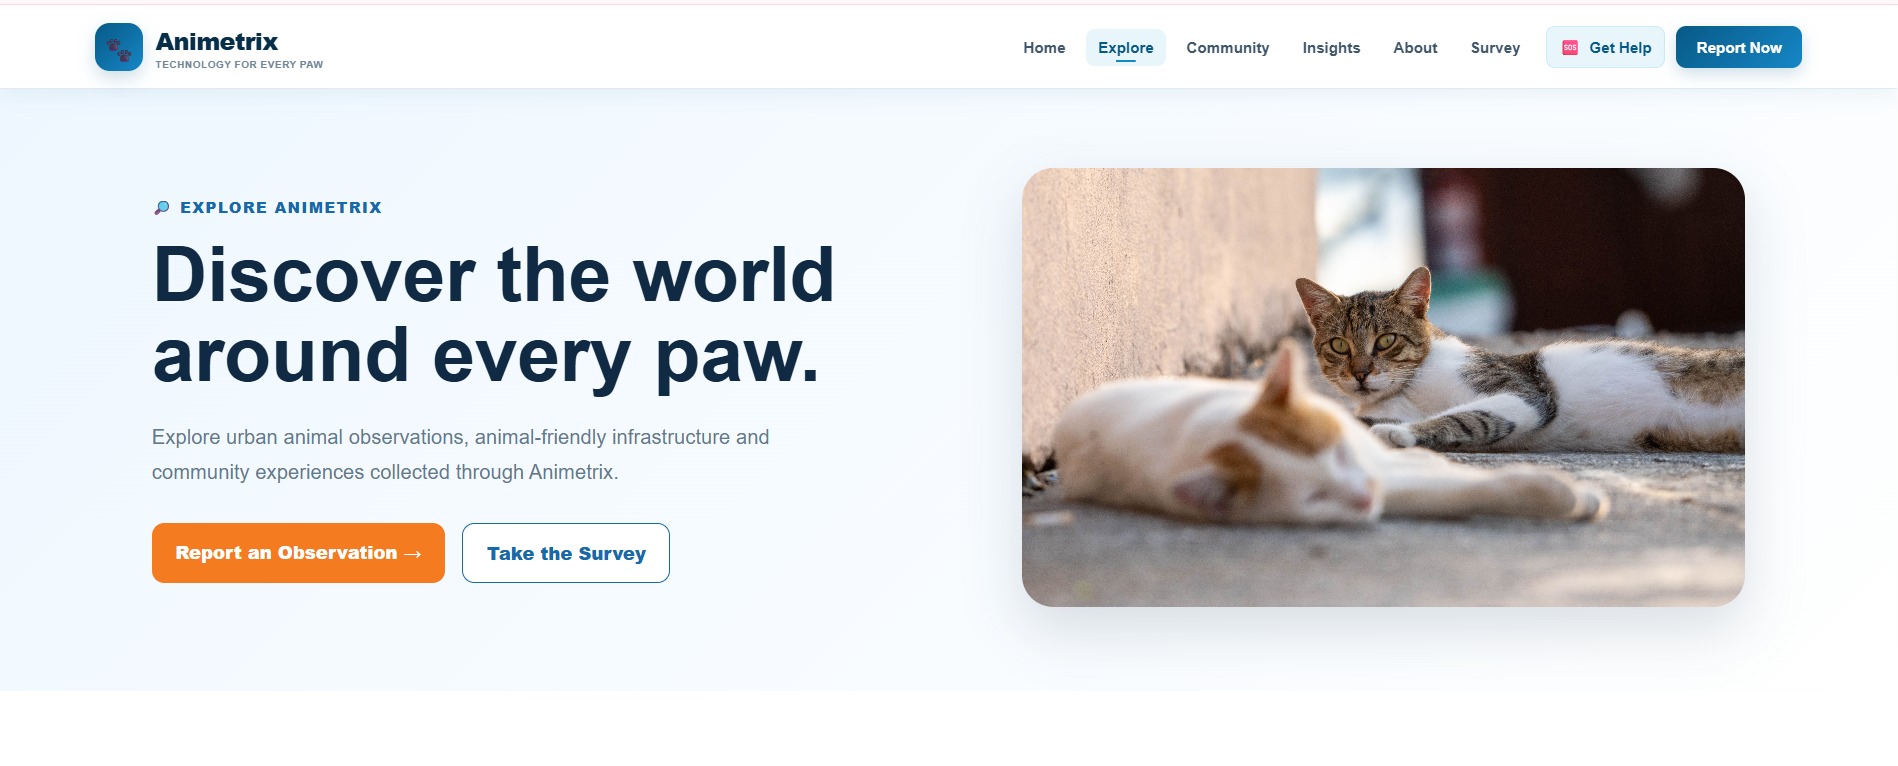 Animetrix
TECHNOLOGY FOR EVERY PAW
Home
Explore
Community
Insights
About
Survey
SOS
Get Help
Report Now
EXPLORE ANIMETRIX
Discover the world
around every paw.
Explore urban animal observations, animal-friendly infrastructure and
community experiences collected through Animetrix.
Report an Observation →
Take the Survey